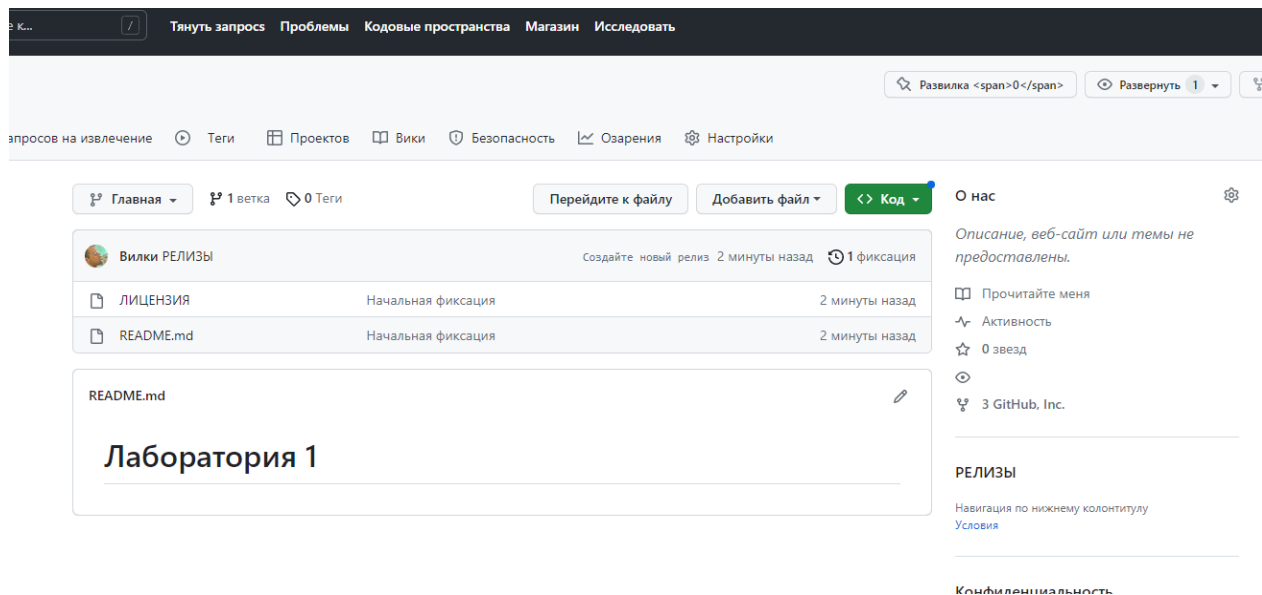 е к... /
Тянуть запросs Проблемы Кодовые пространства Магазин Исследовать
Развилка <span>0</span> Развернуть 1
апросов на извлечение Теги Проектов Вики Безопасность Озарения Настройки
Главная 1 ветка 0 Теги Перейдите к файлу Добавить файл <> Код
Вилки РЕЛИЗЫ Создайте новый релиз 2 минуты назад 1 фиксация
ЛИЦЕНЗИЯ Начальная фиксация 2 минуты назад
README.md Начальная фиксация 2 минуты назад
README.md
Лаборатория 1
О нас
Описание, веб-сайт или темы не
предоставлены.
Прочитайте меня
Активность
0 звезд
3 GitHub, Inc.
РЕЛИЗЫ
Навигация по нижнему колонтитулу
Условия
Конфиденциальность